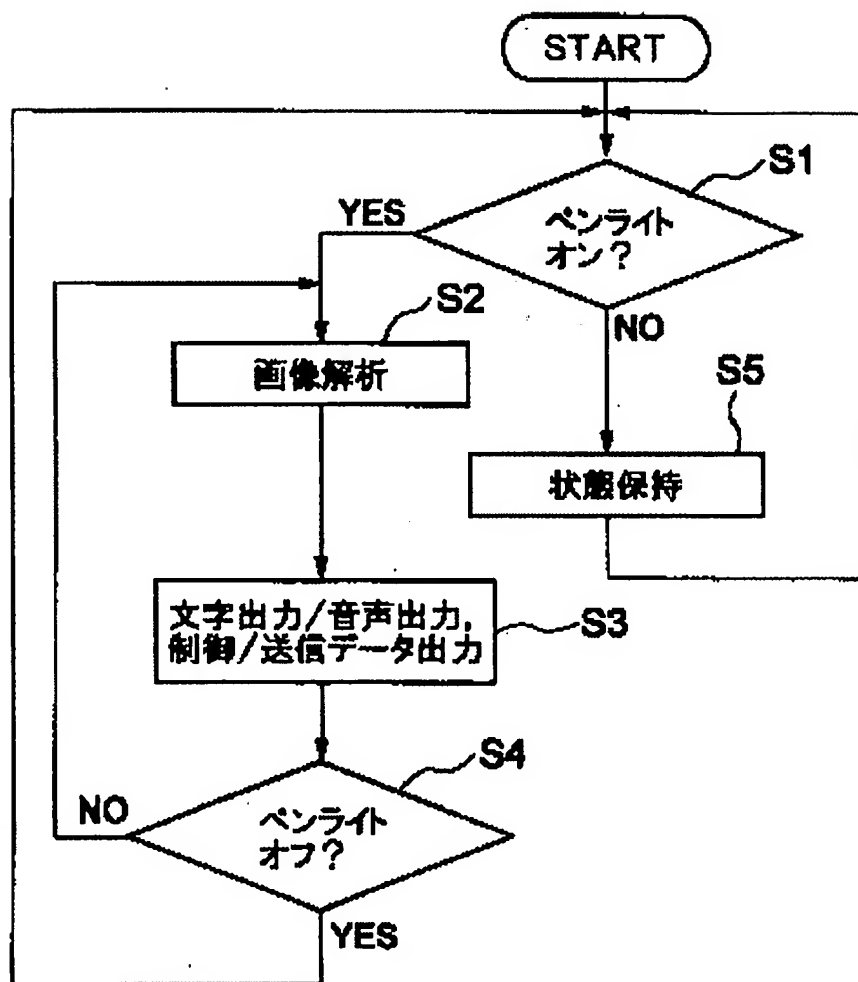 START
S1
YES
ペンライト
オン?
S2
NO
画像解析
S5
状態保持
文字出力/音声出力,
制御/送信データ出力
S3
S4
NO
ペンライト
オフ?
YES